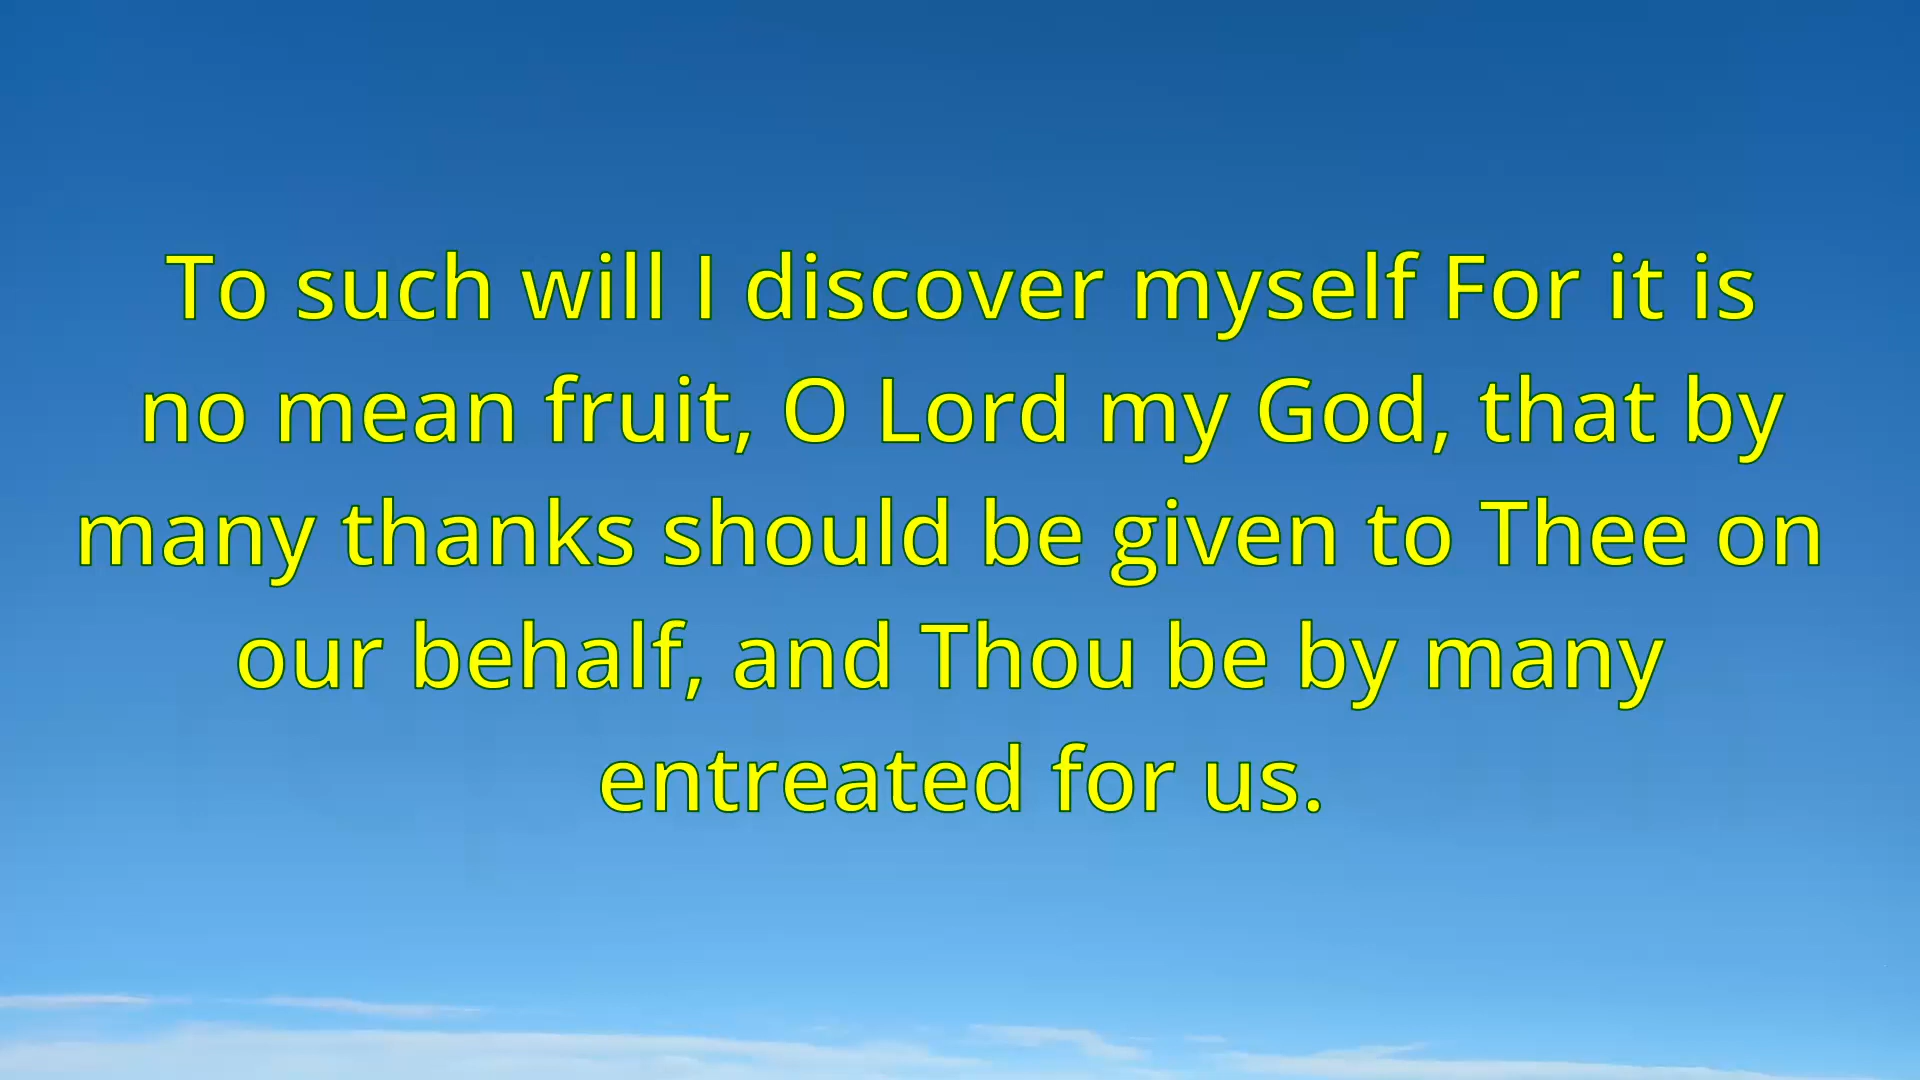 To such will I discover myself For it is
no mean fruit, O Lord my God, that by
many thanks should be given to Thee on
our behalf, and Thou be by many
entreated for us.